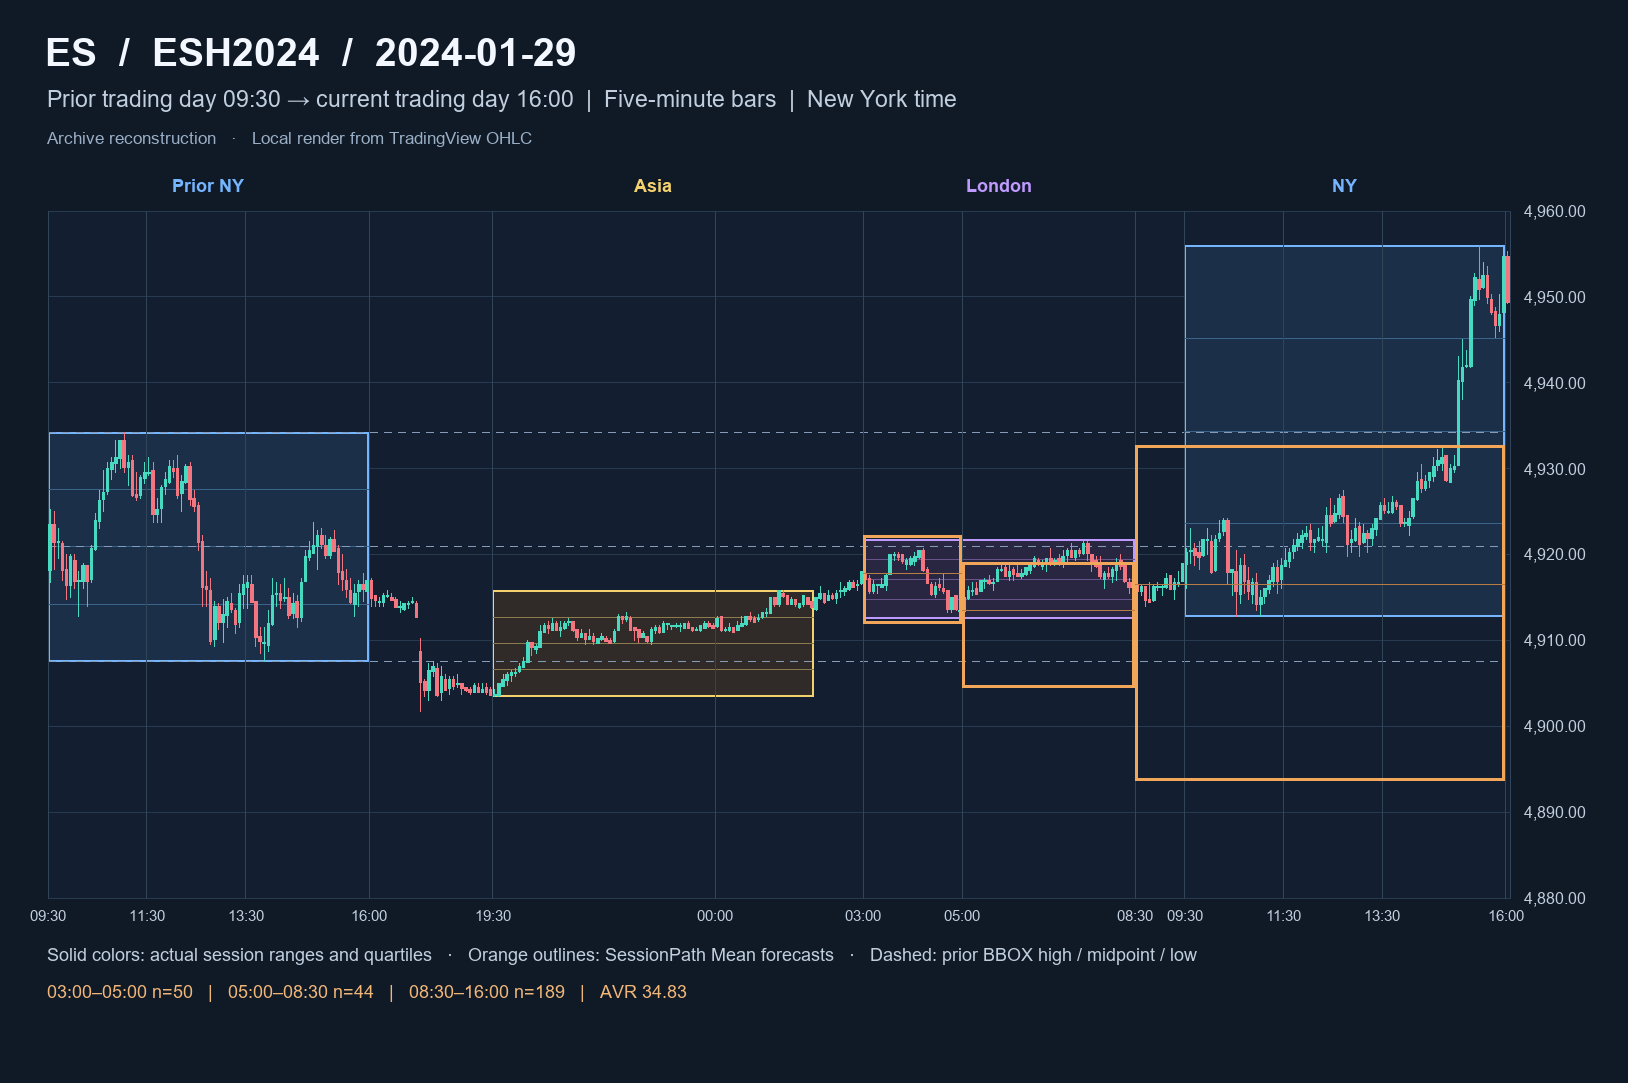 ES / ESH2024 / 2024-01-29
Prior trading day 09:30 → current trading day 16:00 | Five-minute bars | New York time
Archive reconstruction · Local render from TradingView OHLC
Prior NY Asia London NY
4,960.00
4,950.00
4,940.00
4,930.00
4,920.00
4,910.00
4,900.00
4,890.00
4,880.00
09:30 11:30 13:30 16:00 19:30 00:00 03:00 05:00 08:30 09:30 11:30 13:30 16:00
Solid colors: actual session ranges and quartiles · Orange outlines: SessionPath Mean forecasts · Dashed: prior BBOX high / midpoint / low
03:00–05:00 n=50 | 05:00–08:30 n=44 | 08:30–16:00 n=189 | AVR 34.83